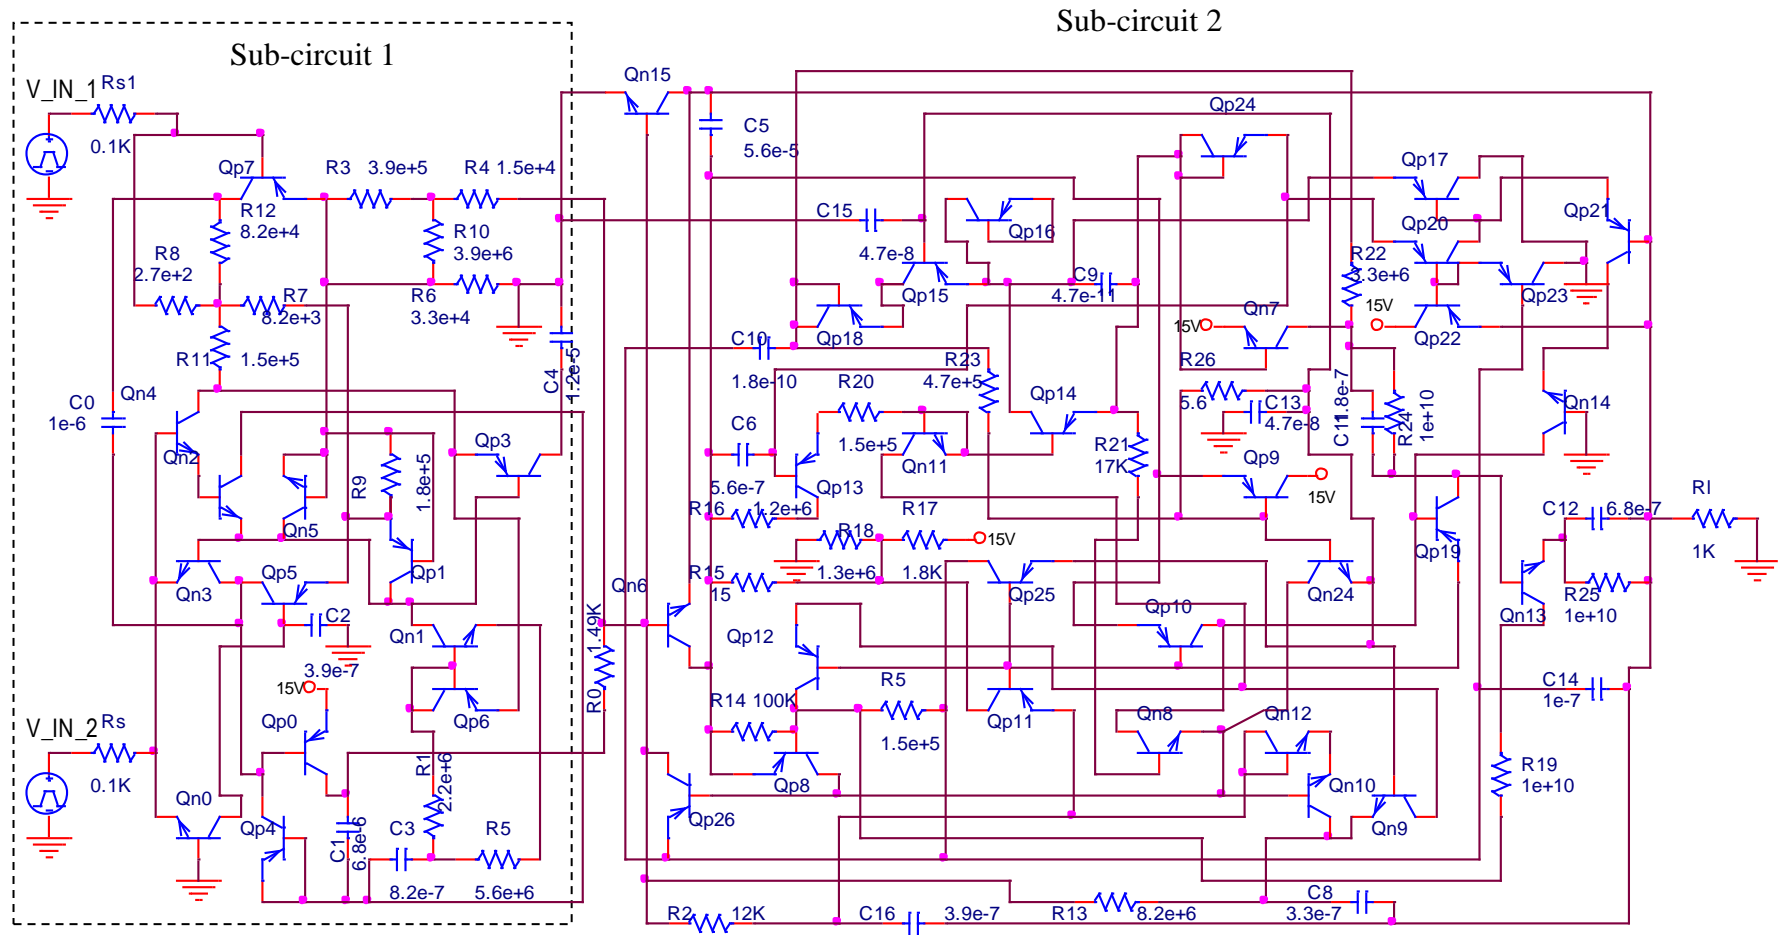 Sub-circuit 1
Sub-circuit 2
V_IN_1
Rs1
0.1K
Qp7
R3 3.9e+5
R4 1.5e+4
R12
8.2e+4
R10
3.9e+6
R8
2.7e+2
R7
8.2e+3
R6
3.3e+4
R11
1.5e+5
C4
1.2e-5
C0
1e-6
Qn4
Qn2
Qn5
R9
1.8e+5
Qp3
Qn3
Qp5
Qp1
C2
3.9e-7
Qn1
15V
Qp0
Qp6
V_IN_2
Rs
0.1K
Qn0
Qp4
C1
6.8e-6
R1
2.2e+6
C3
8.2e-7
R5
5.6e+6
R0
1.49K
Qn15
C5
5.6e-5
Qp24
Qp17
Qp21
C15
4.7e-8
Qp16
Qp20
Qp15
C9
4.7e-11
R22
3.3e+6
Qp23
Qp18
15V
Qn7
15V
Qp22
C10
1.8e-10
R23
4.7e+5
R26
5.6
R20
1.5e+5
Qp14
C13
4.7e-8
C11
1.8e-7
R24
1e+10
Qn14
C6
5.6e-7
Qn11
R21
17K
Qp13
Qp9
15V
R16
1.2e+6
R18
1.3e+6
R17
1.8K
15V
Qp19
C12
6.8e-7
Rl
1K
R15
15
Qn6
Qp25
Qn24
Qn13
R25
1e+10
Qp12
Qp10
R14 100K
R5
1.5e+5
Qp11
Qn8
Qn12
C14
1e-7
Qp8
Qp26
Qn10
Qn9
R19
1e+10
R2
12K
C16
3.9e-7
R13
8.2e+6
C8
3.3e-7